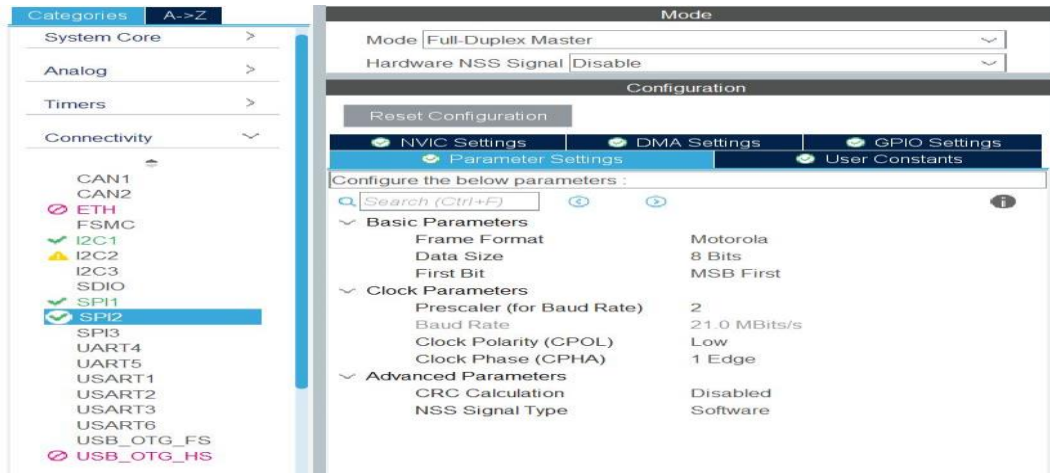 Categories A->Z
System Core >
Analog >
Timers >
Connectivity
CAN1
CAN2
ETH
FSMC
I2C1
I2C2
I2C3
SDIO
SPI1
SPI2
SPI3
UART4
UART5
USART1
USART2
USART3
USART6
USB_OTG_FS
USB_OTG_HS
Mode
Mode Full-Duplex Master
Hardware NSS Signal Disable
Configuration
Reset Configuration
NVIC Settings DMA Settings GPIO Settings
Parameter Settings User Constants
Configure the below parameters :
Search (Ctrl+F)
Basic Parameters
Frame Format Motorola
Data Size 8 Bits
First Bit MSB First
Clock Parameters
Prescaler (for Baud Rate) 2
Baud Rate 21.0 MBits/s
Clock Polarity (CPOL) Low
Clock Phase (CPHA) 1 Edge
Advanced Parameters
CRC Calculation Disabled
NSS Signal Type Software